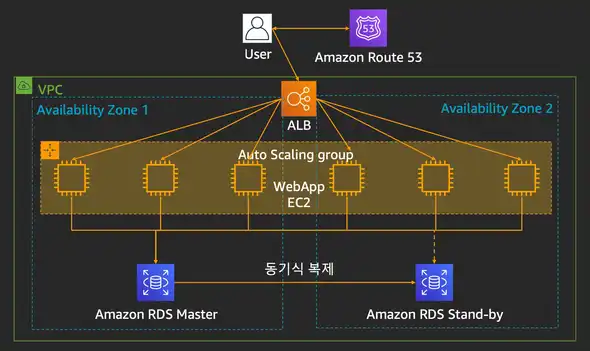 53
User
Amazon Route 53
VPC
Availability Zone 1
Availability Zone 2
ALB
Auto Scaling group
WebApp
EC2
동기식 복제
Amazon RDS Master
Amazon RDS Stand-by